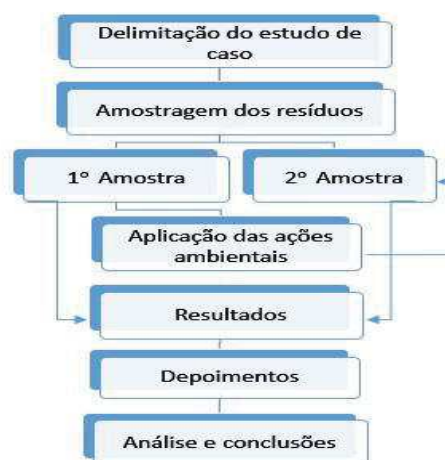 Delimitação do estudo de
caso
Amostragem dos resíduos
1º Amostra
2º Amostra
Aplicação das ações
ambientais
Resultados
Depoimentos
Análise e conclusões